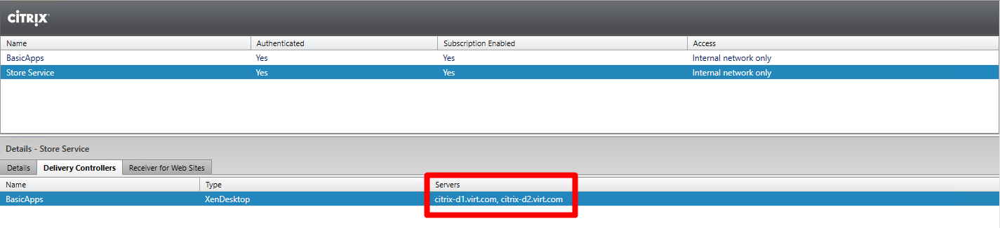 CITRIX
Name Authenticated Subscription Enabled Access
BasicApps Yes Yes Internal network only
Store Service Yes Yes Internal network only
Details - Store Service
Details Delivery Controllers Receiver for Web Sites
Name Type Servers
BasicApps XenDesktop citrix-d1.virt.com, citrix-d2.virt.com